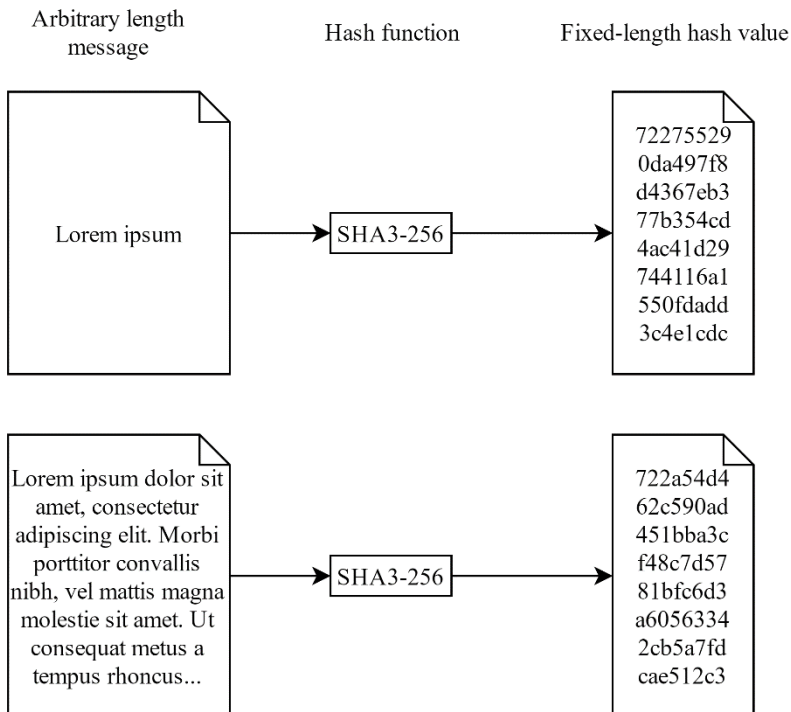 Arbitrary length
message
Hash function
Fixed-length hash value
Lorem ipsum
SHA3-256
72275529
0da497f8
d4367eb3
77b354cd
4ac41d29
744116a1
550fdadd
3c4e1cdc
Lorem ipsum dolor sit
amet, consectetur
adipiscing elit. Morbi
porttitor convallis
nibh, vel mattis magna
molestie sit amet. Ut
consequat metus a
tempus rhoncus...
SHA3-256
722a54d4
62c590ad
451bba3c
f48c7d57
81bfc6d3
a6056334
2cb5a7fd
cae512c3